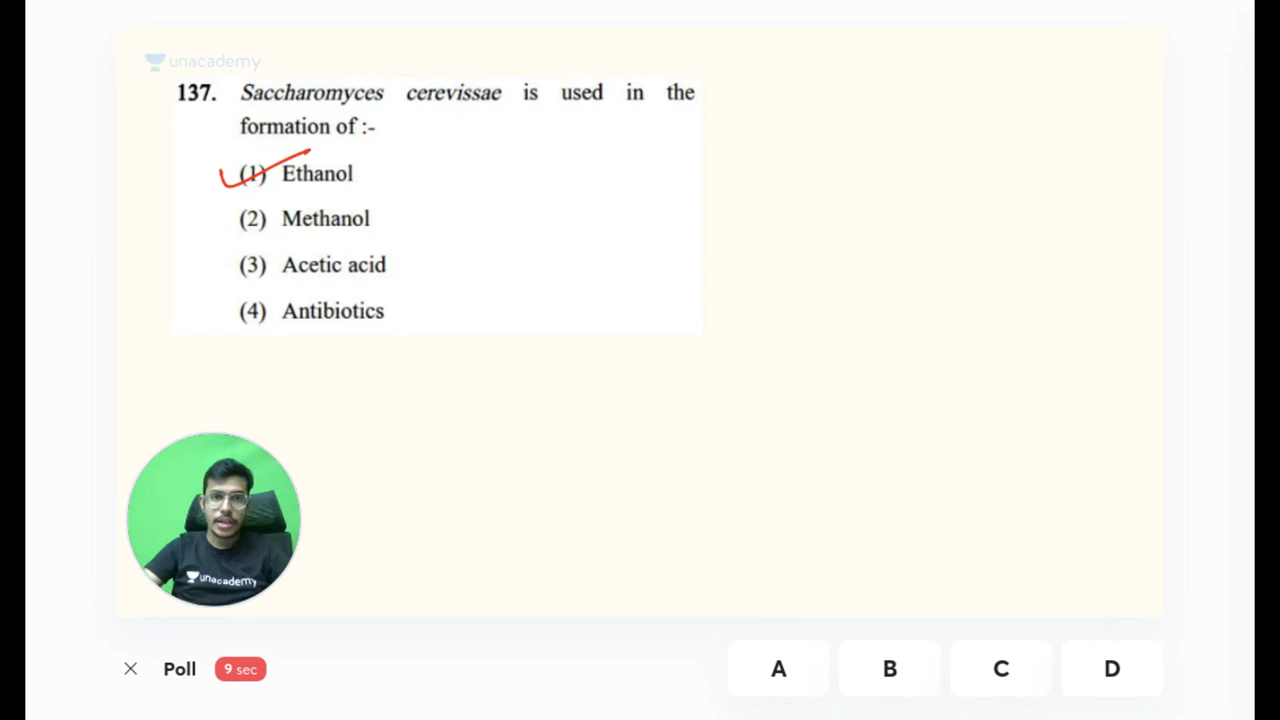 unacademy
137. Saccharomyces cerevissae is used in the
formation of :-
(1) Ethanol
(2) Methanol
(3) Acetic acid
(4) Antibiotics
unacademy
× Poll 9 sec A B C D